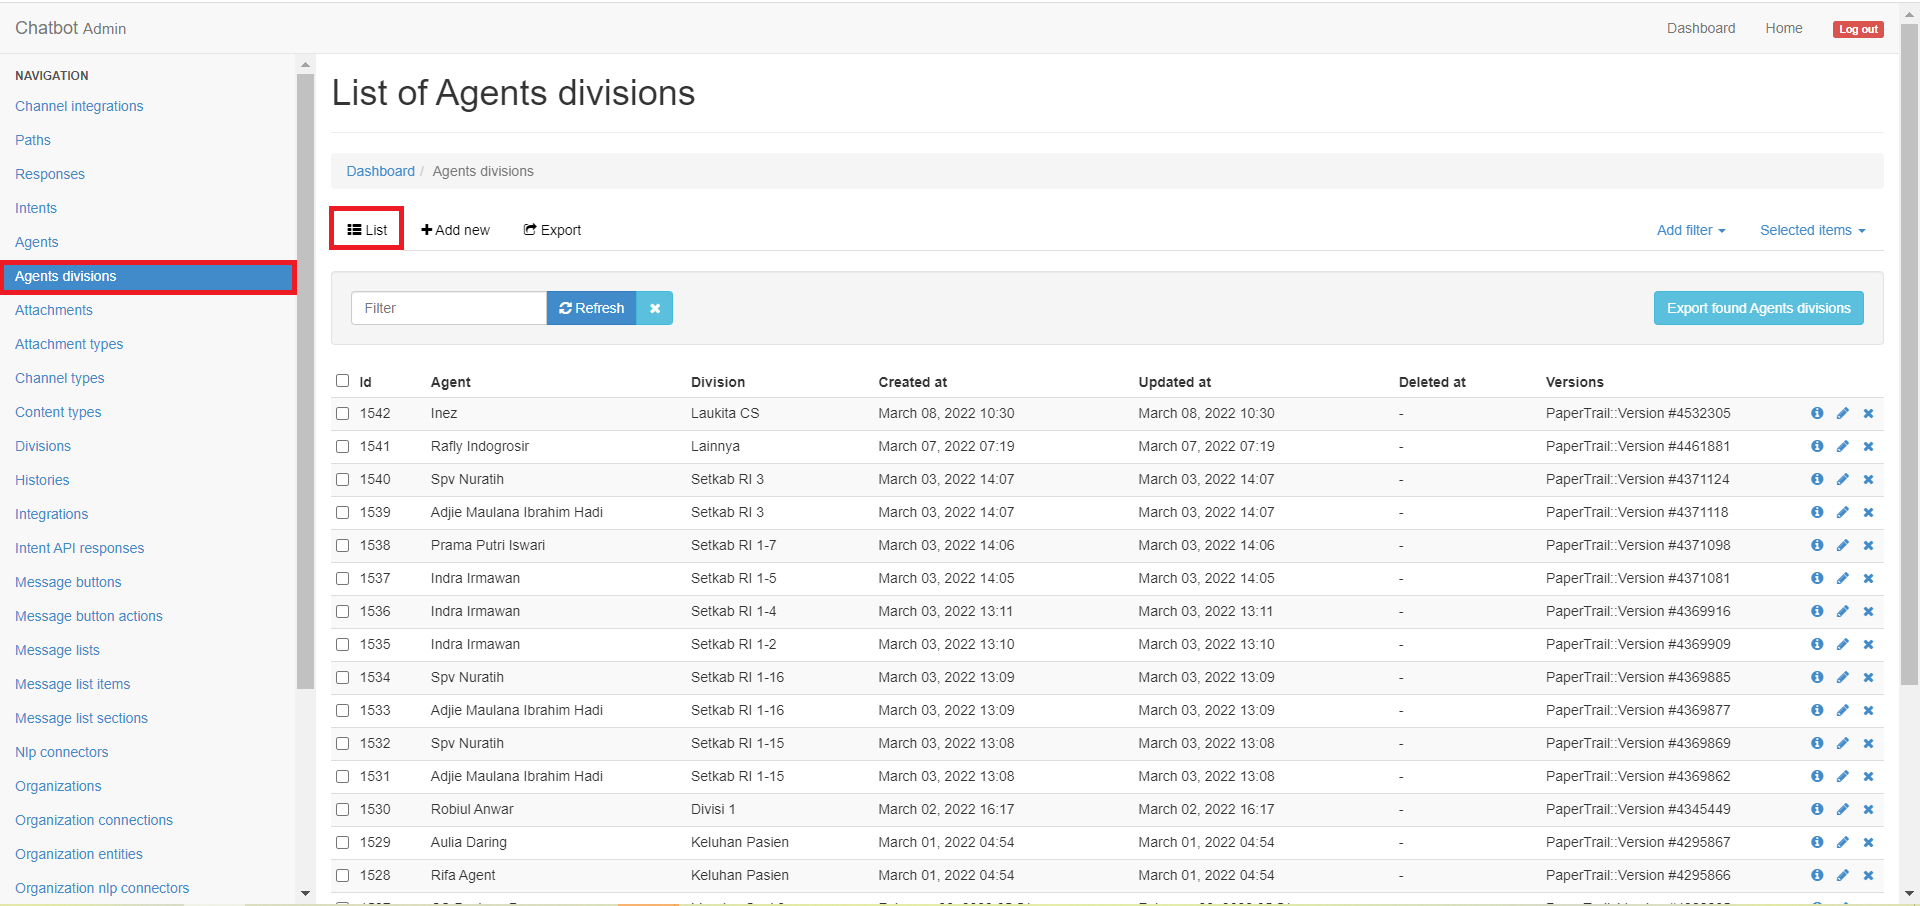 Chatbot Admin
Dashboard Home Log out
NAVIGATION
Channel integrations
Paths
Responses
Intents
Agents
Agents divisions
Attachments
Attachment types
Channel types
Content types
Divisions
Histories
Integrations
Intent API responses
Message buttons
Message button actions
Message lists
Message list items
Message list sections
Nlp connectors
Organizations
Organization connections
Organization entities
Organization nlp connectors
List of Agents divisions
Dashboard / Agents divisions
List Add new Export Add filter Selected items
Filter Refresh Export found Agents divisions
Id Agent Division Created at Updated at Deleted at Versions
1542 Inez Laukita CS March 08, 2022 10:30 March 08, 2022 10:30 - PaperTrail::Version #4532305
1541 Rafly Indogrosir Lainnya March 07, 2022 07:19 March 07, 2022 07:19 - PaperTrail::Version #4461881
1540 Spv Nuratih Setkab RI 3 March 03, 2022 14:07 March 03, 2022 14:07 - PaperTrail::Version #4371124
1539 Adjie Maulana Ibrahim Hadi Setkab RI 3 March 03, 2022 14:07 March 03, 2022 14:07 - PaperTrail::Version #4371118
1538 Prama Putri Iswari Setkab RI 1-7 March 03, 2022 14:06 March 03, 2022 14:06 - PaperTrail::Version #4371098
1537 Indra Irmawan Setkab RI 1-5 March 03, 2022 14:05 March 03, 2022 14:05 - PaperTrail::Version #4371081
1536 Indra Irmawan Setkab RI 1-4 March 03, 2022 13:11 March 03, 2022 13:11 - PaperTrail::Version #4369916
1535 Indra Irmawan Setkab RI 1-2 March 03, 2022 13:10 March 03, 2022 13:10 - PaperTrail::Version #4369909
1534 Spv Nuratih Setkab RI 1-16 March 03, 2022 13:09 March 03, 2022 13:09 - PaperTrail::Version #4369885
1533 Adjie Maulana Ibrahim Hadi Setkab RI 1-16 March 03, 2022 13:09 March 03, 2022 13:09 - PaperTrail::Version #4369877
1532 Spv Nuratih Setkab RI 1-15 March 03, 2022 13:08 March 03, 2022 13:08 - PaperTrail::Version #4369869
1531 Adjie Maulana Ibrahim Hadi Setkab RI 1-15 March 03, 2022 13:08 March 03, 2022 13:08 - PaperTrail::Version #4369862
1530 Robiul Anwar Divisi 1 March 02, 2022 16:17 March 02, 2022 16:17 - PaperTrail::Version #4345449
1529 Aulia Daring Keluhan Pasien March 01, 2022 04:54 March 01, 2022 04:54 - PaperTrail::Version #4295867
1528 Rifa Agent Keluhan Pasien March 01, 2022 04:54 March 01, 2022 04:54 - PaperTrail::Version #4295866